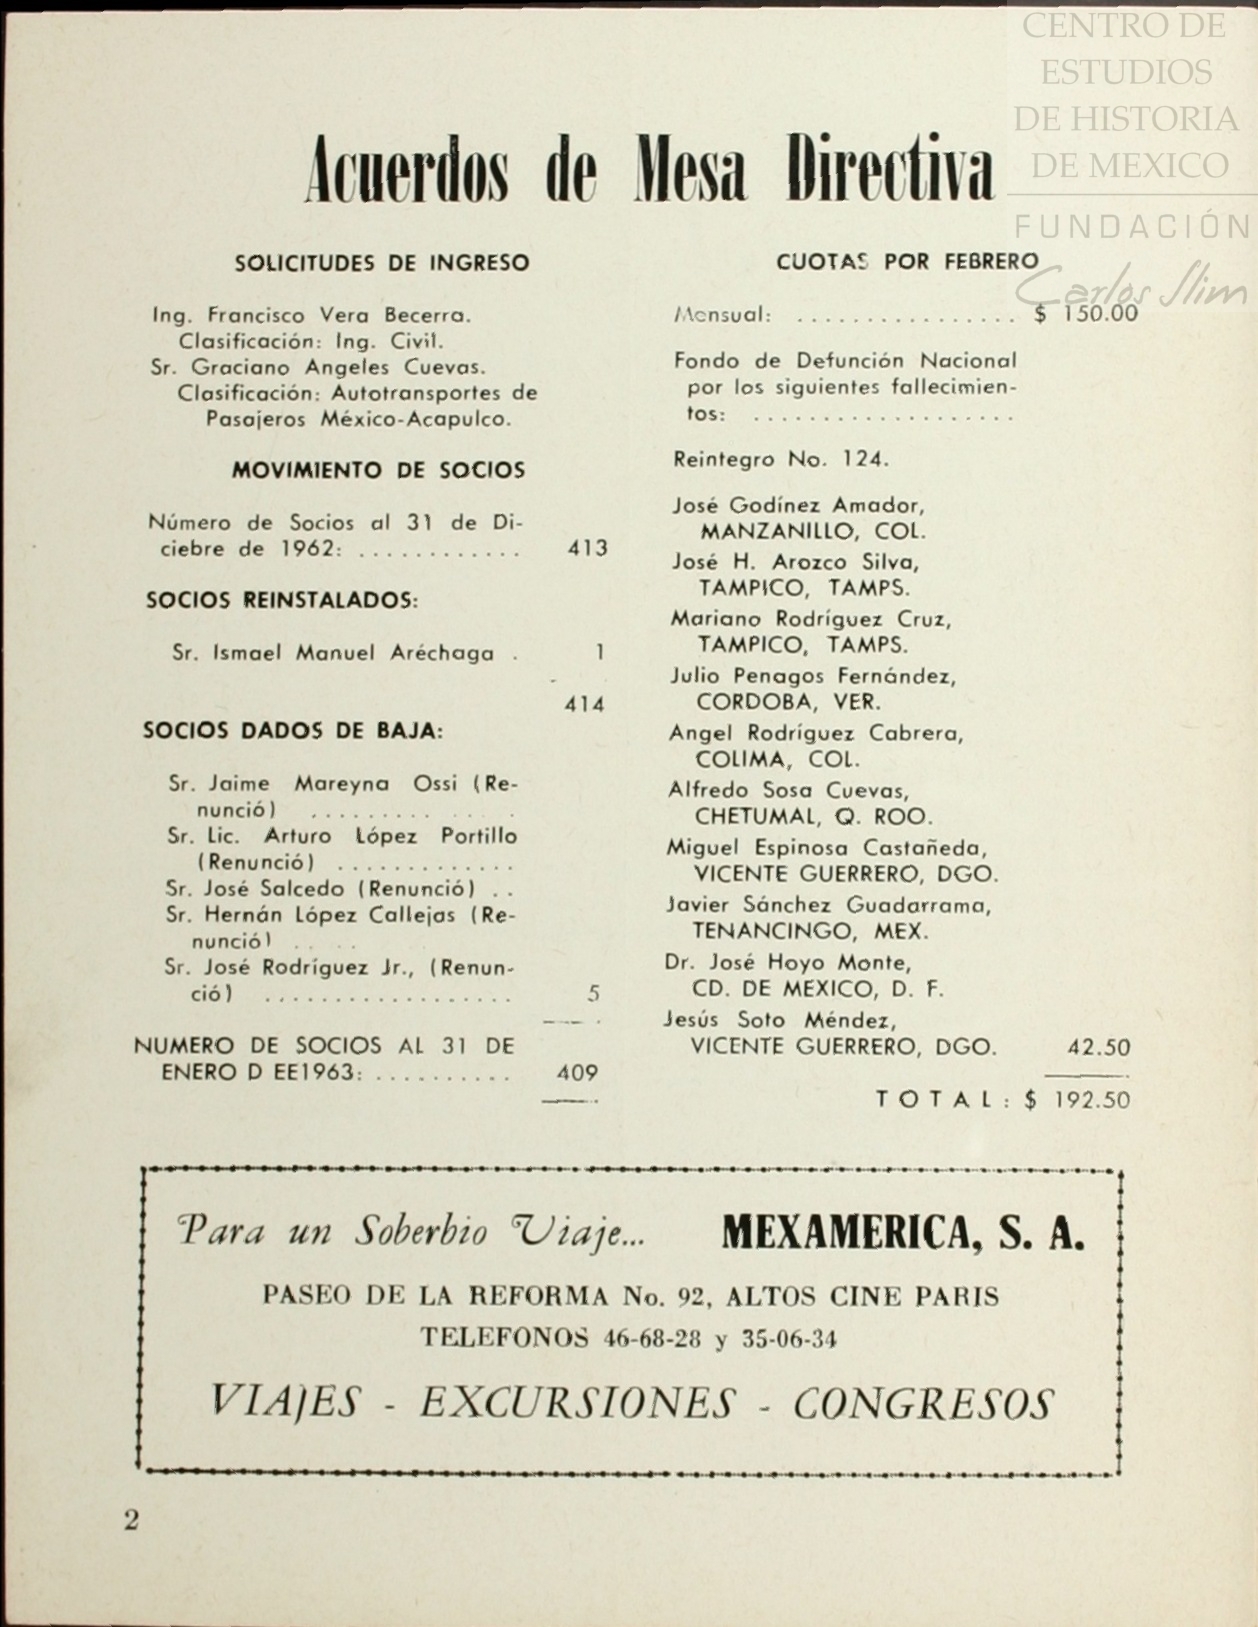 CENTRO DE
ESTUDIOS
DE HISTORIA
DE MEXICO
FUNDACIÓN
Carlos Slim
Acuerdos de Mesa Directiva
SOLICITUDES DE INGRESO
Ing. Francisco Vera Becerra.
Clasificación: Ing. Civil.
Sr. Graciano Angeles Cuevas.
Clasificación: Autotransportes de
Pasajeros México-Acapulco.
MOVIMIENTO DE SOCIOS
Número de Socios al 31 de Di-
ciebre de 1962: ............ 413
SOCIOS REINSTALADOS:
Sr. Ismael Manuel Aréchaga . 1
414
SOCIOS DADOS DE BAJA:
Sr. Jaime Mareyna Ossi (Re-
nunció) ............
Sr. Lic. Arturo López Portillo
(Renunció) .............
Sr. José Salcedo (Renunció) ..
Sr. Hernán López Callejas (Re-
nunció) ....
Sr. José Rodríguez Jr., (Renun-
ció) .................. 5
NUMERO DE SOCIOS AL 31 DE
ENERO D EE1963: .......... 409
CUOTAS POR FEBRERO
Mensual: ................ $ 150.00
Fondo de Defunción Nacional
por los siguientes fallecimien-
tos: ...................
Reintegro No. 124.
José Godínez Amador,
MANZANILLO, COL.
José H. Arozco Silva,
TAMPICO, TAMPS.
Mariano Rodríguez Cruz,
TAMPICO, TAMPS.
Julio Penagos Fernández,
CORDOBA, VER.
Angel Rodríguez Cabrera,
COLIMA, COL.
Alfredo Sosa Cuevas,
CHETUMAL, Q. ROO.
Miguel Espinosa Castañeda,
VICENTE GUERRERO, DGO.
Javier Sánchez Guadarrama,
TENANCINGO, MEX.
Dr. José Hoyo Monte,
CD. DE MEXICO, D. F.
Jesús Soto Méndez,
VICENTE GUERRERO, DGO. 42.50
TOTAL: $ 192.50
Para un Soberbio Viaje... MEXAMERICA, S. A.
PASEO DE LA REFORMA No. 92, ALTOS CINE PARIS
TELEFONOS 46-68-28 y 35-06-34
VIAJES - EXCURSIONES - CONGRESOS
2